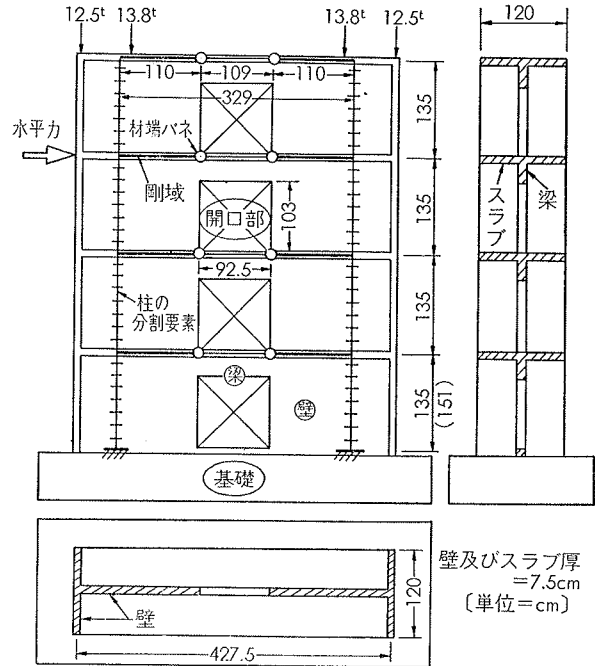 12.5ᵗ 13.8ᵗ 13.8ᵗ 12.5ᵗ
110 109 110
329
水平力
材端バネ
剛域
開口部
103
92.5
柱の
分割要素
梁
壁
基礎
135
135
135
135
(151)
120
スラブ
梁
壁
120
427.5
壁及びスラブ厚
=7.5cm
〔単位=cm〕